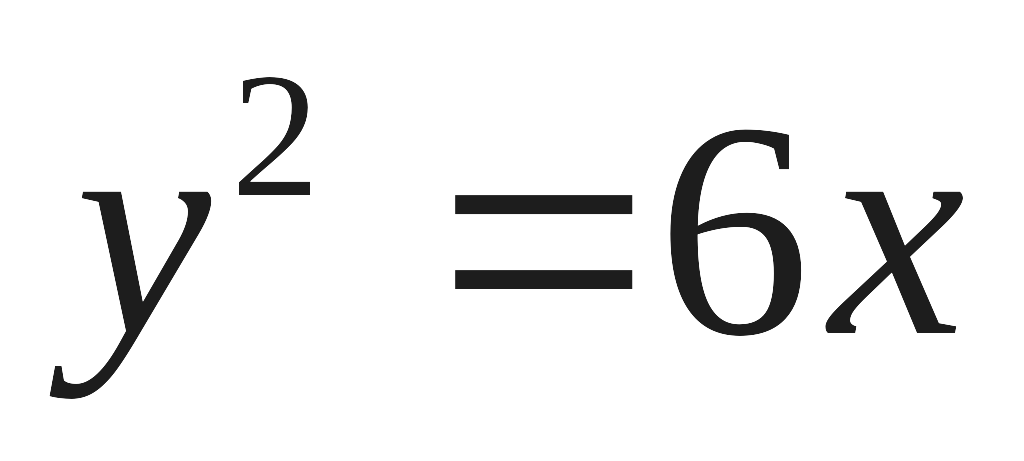 y² =6x